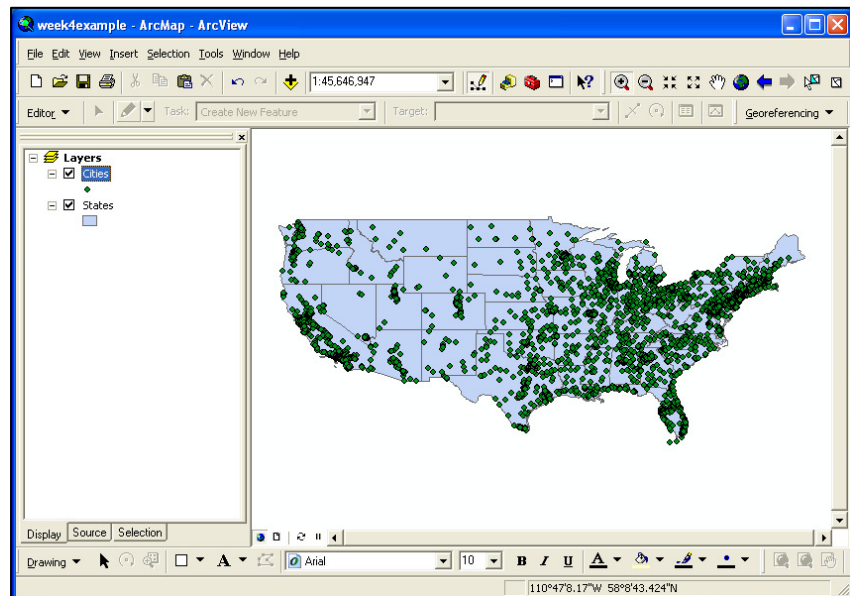 week4example - ArcMap - ArcView
File Edit View Insert Selection Tools Window Help
1:45,646,947
Editor Task: Create New Feature Target: Georeferencing
Layers
Cities
States
Display Source Selection
Drawing A Arial 10 B I U A
110°47'8.17"W 58°8'43.424"N